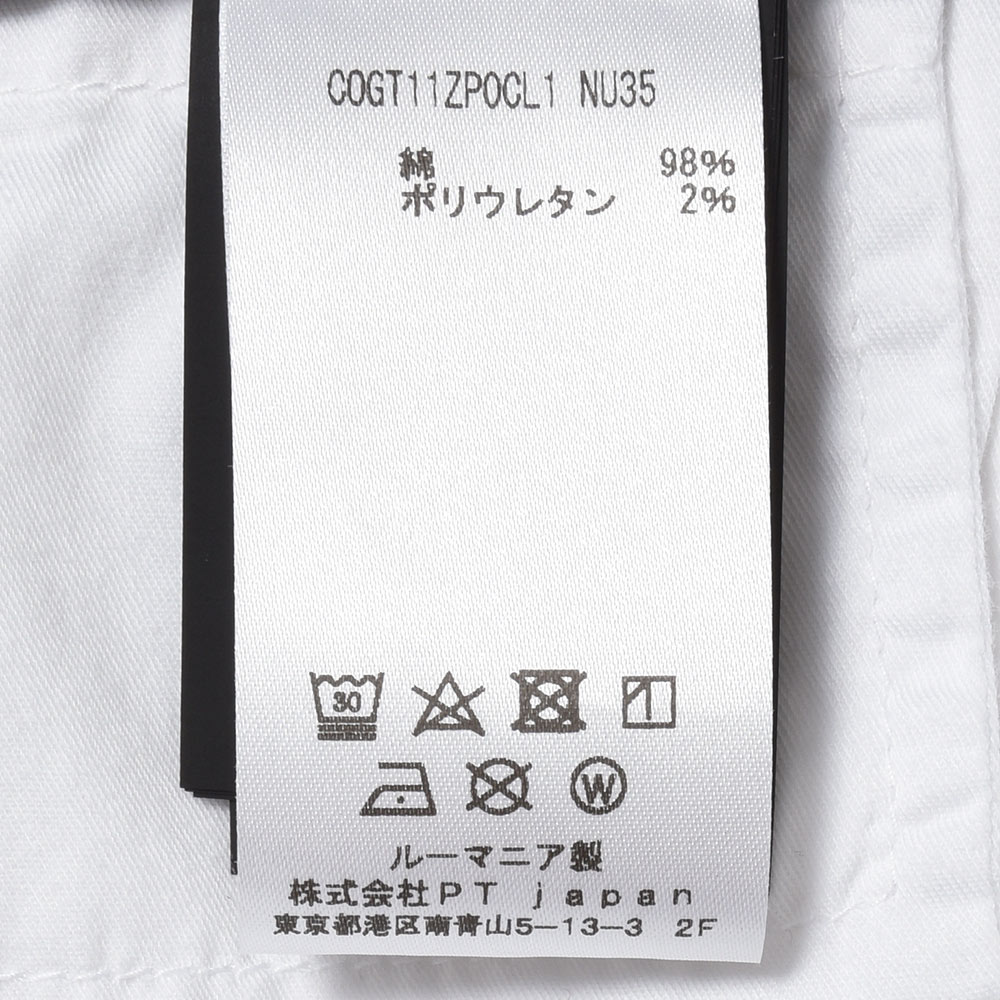 COGT11ZPOCL1 NU35
綿 98%
ポリウレタン 2%
30
W
ルーマニア製
株式会社PT japan
東京都港区南青山5-13-3 2F